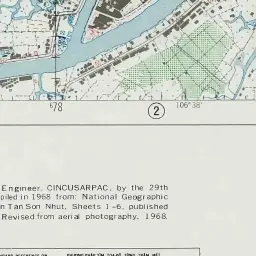 678
2
106°38'
Engineer, CINCUSARPAC, by the 29th
piled in 1968 from: National Geographic
n Tan Son Nhut, Sheets 1-6, published
Revised from aerial photography, 1968.